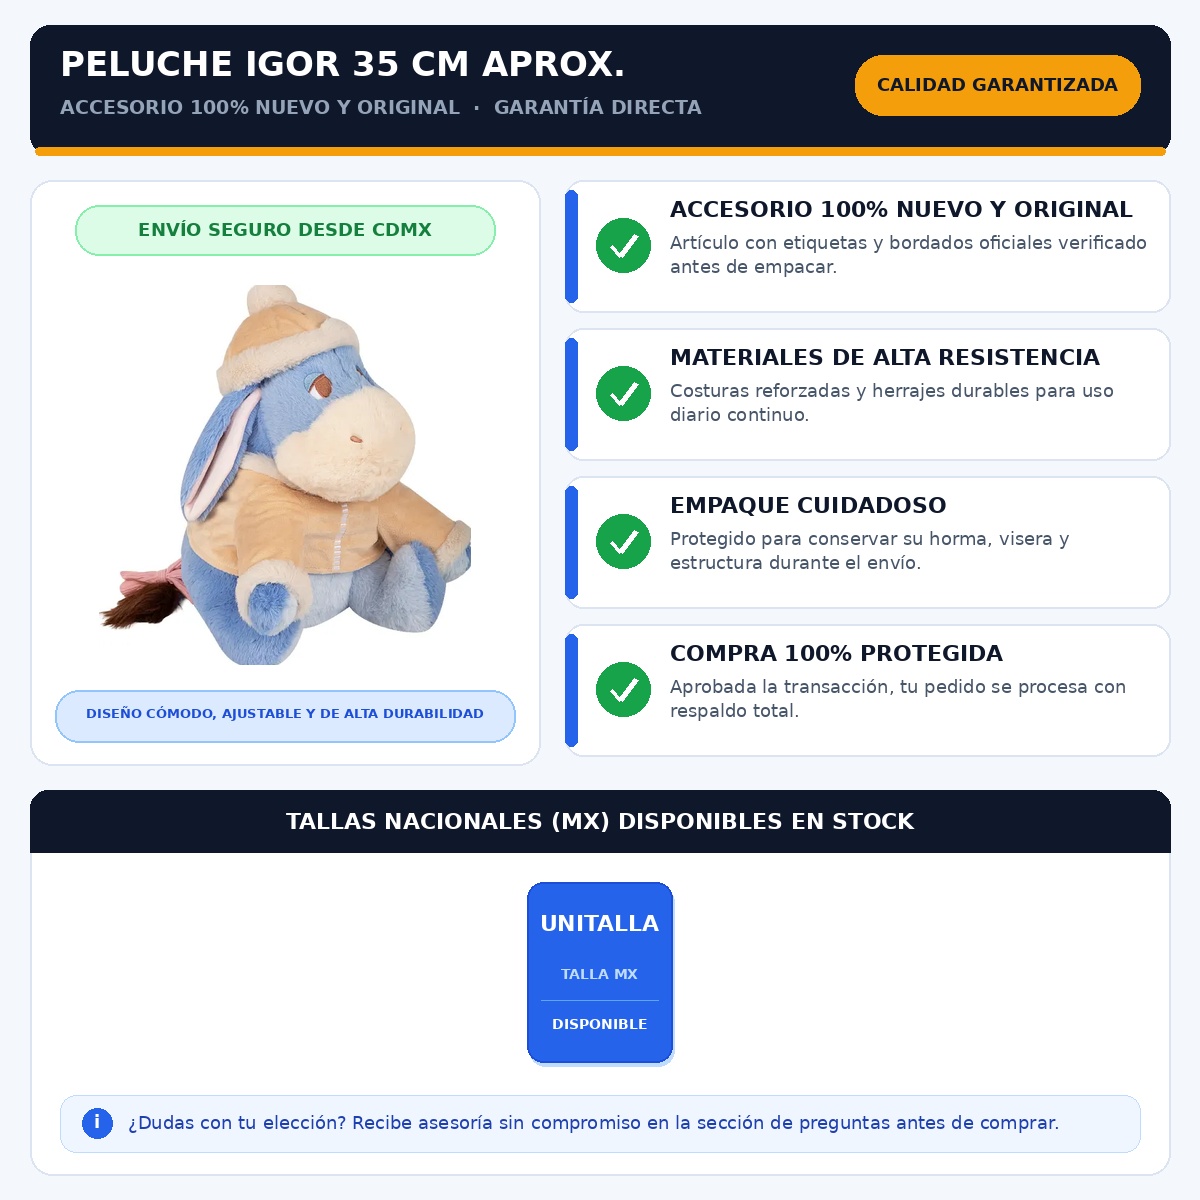 PELUCHE IGOR 35 CM APROX.
ACCESORIO 100% NUEVO Y ORIGINAL · GARANTÍA DIRECTA
CALIDAD GARANTIZADA
ENVÍO SEGURO DESDE CDMX
DISEÑO CÓMODO, AJUSTABLE Y DE ALTA DURABILIDAD
ACCESORIO 100% NUEVO Y ORIGINAL
Artículo con etiquetas y bordados oficiales verificado
antes de empacar.
MATERIALES DE ALTA RESISTENCIA
Costuras reforzadas y herrajes durables para uso
diario continuo.
EMPAQUE CUIDADOSO
Protegido para conservar su horma, visera y
estructura durante el envío.
COMPRA 100% PROTEGIDA
Aprobada la transacción, tu pedido se procesa con
respaldo total.
TALLAS NACIONALES (MX) DISPONIBLES EN STOCK
UNITALLA
TALLA MX
DISPONIBLE
i ¿Dudas con tu elección? Recibe asesoría sin compromiso en la sección de preguntas antes de comprar.